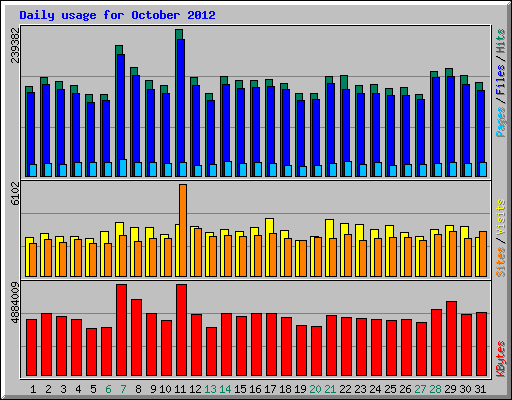 Daily usage for October 2012
239382
Pages / Files / Hits
6102
Sites / Visits
4884009
KBytes
1 2 3 4 5 6 7 8 9 10 11 12 13 14 15 16 17 18 19 20 21 22 23 24 25 26 27 28 29 30 31